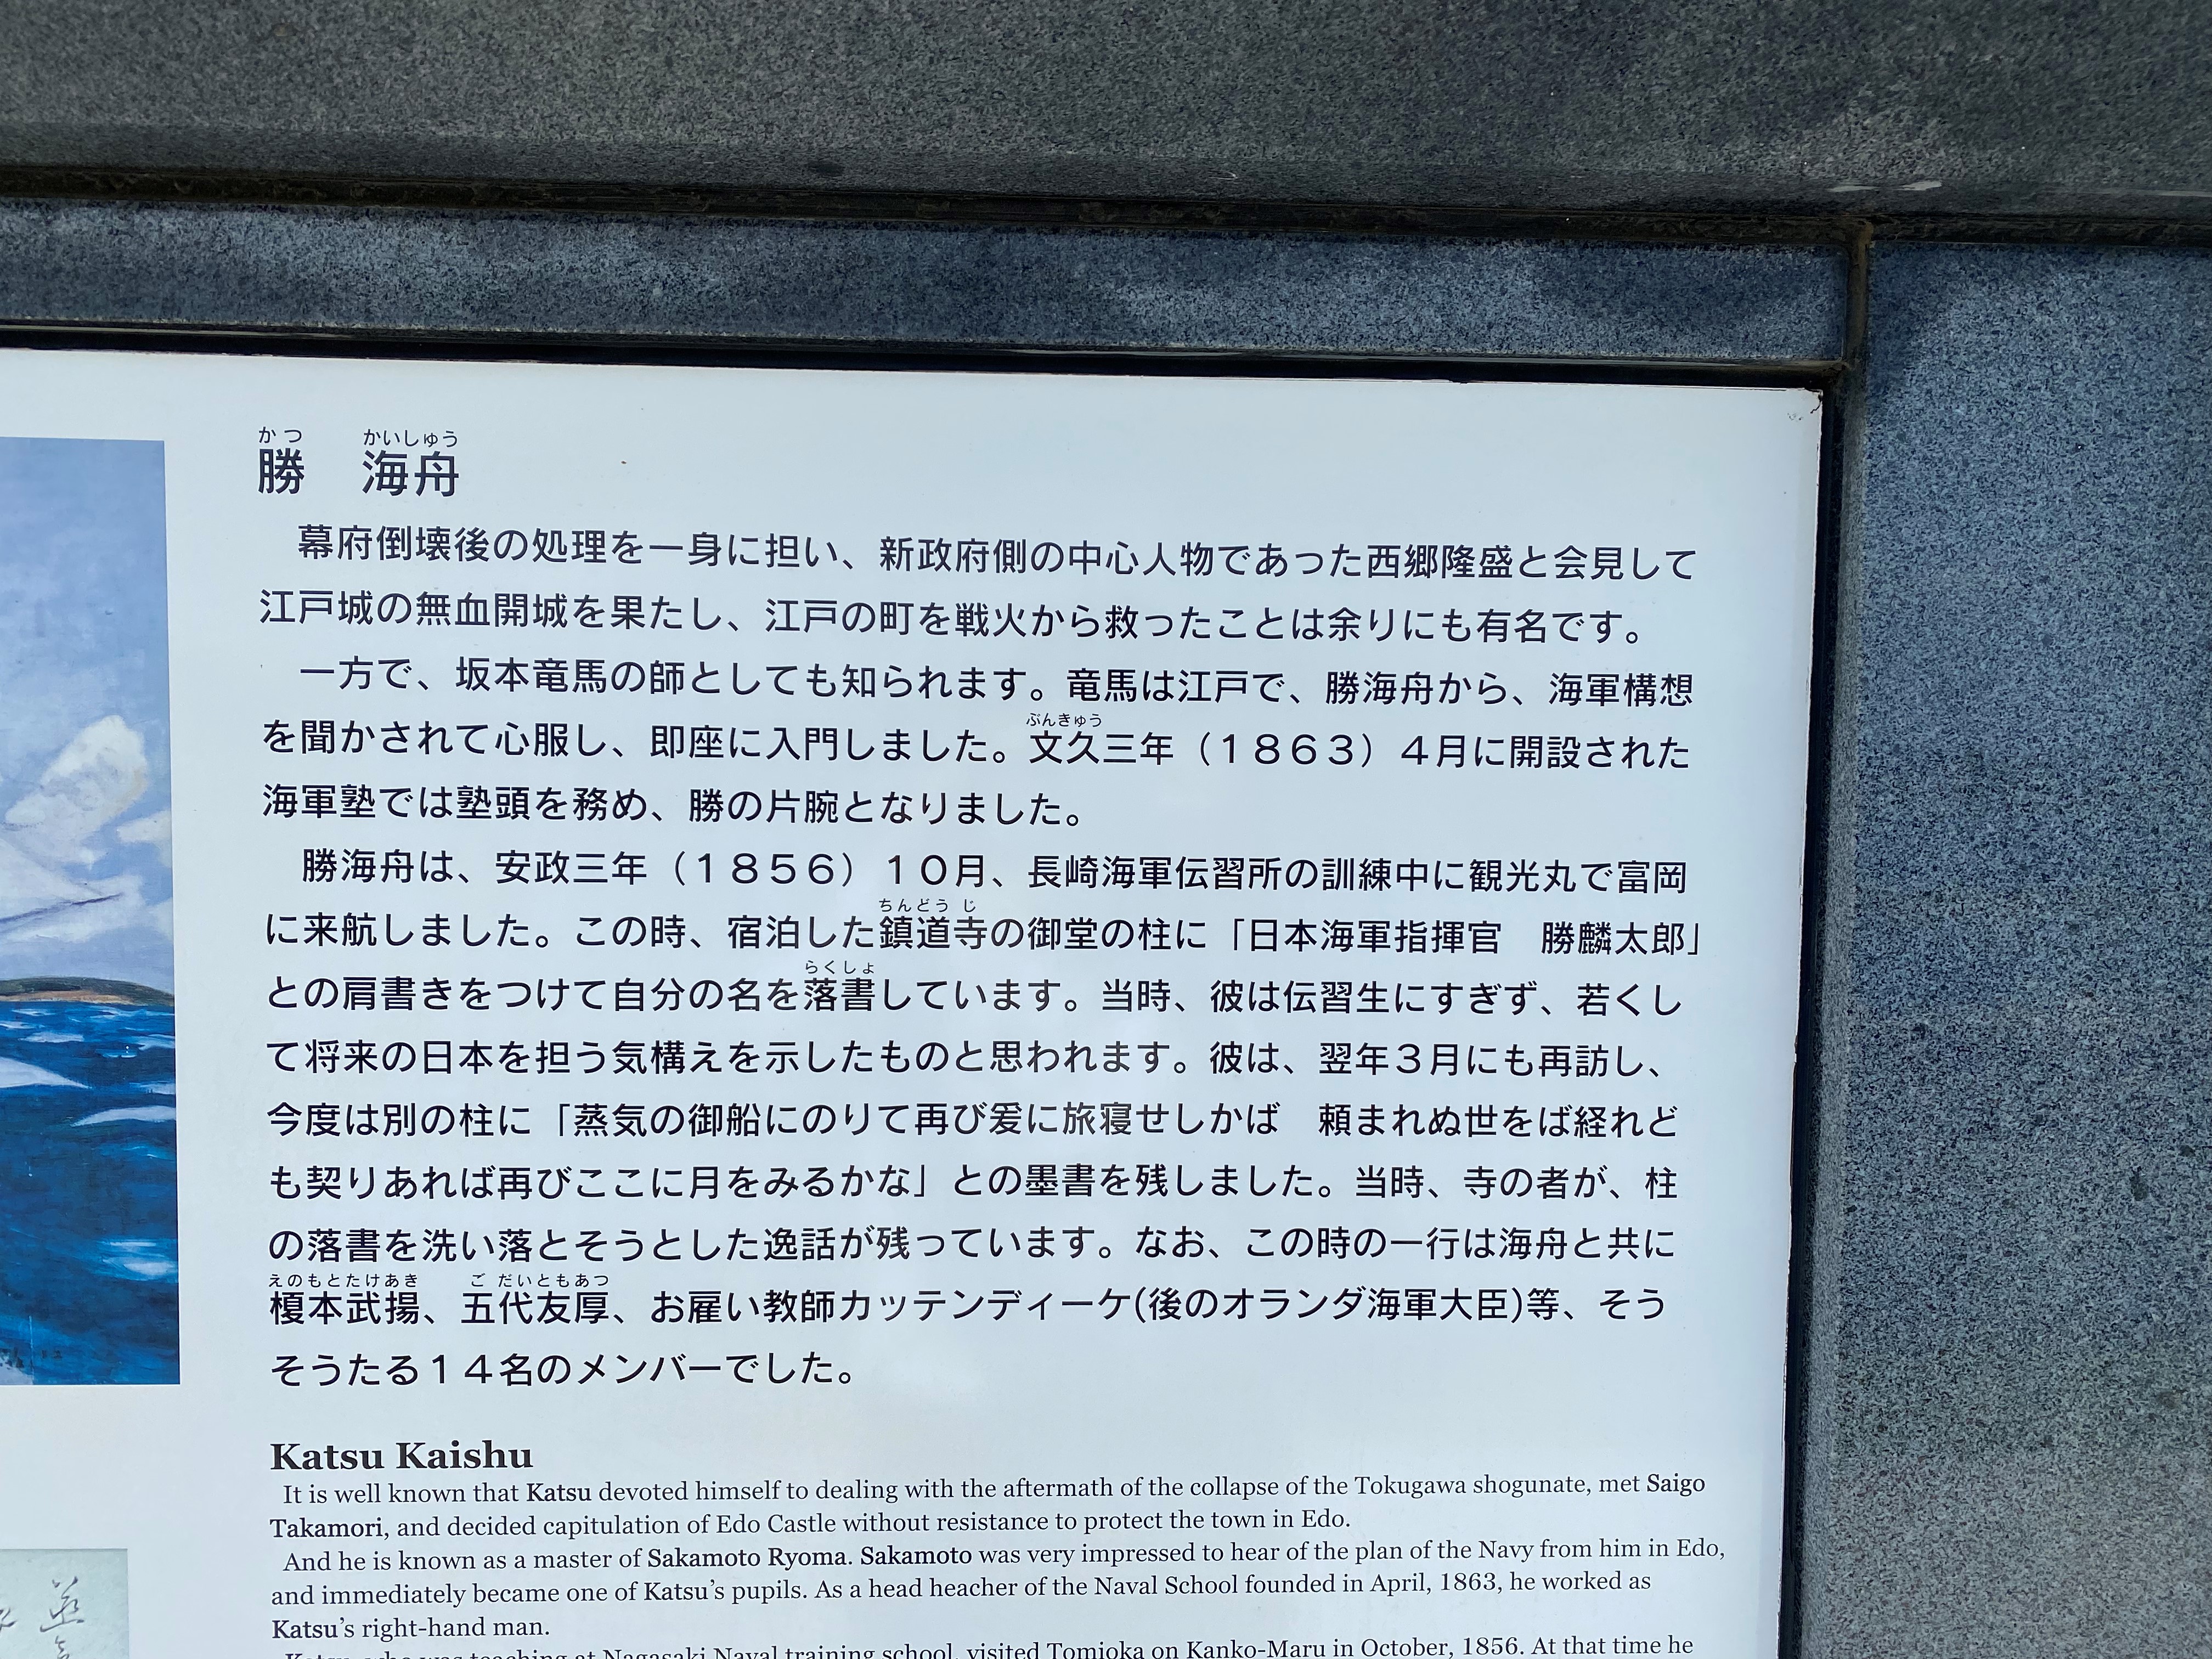 かつ かいしゅう
勝 海舟
幕府倒壊後の処理を一身に担い、新政府側の中心人物であった西郷隆盛と会見して
江戸城の無血開城を果たし、江戸の町を戦火から救ったことは余りにも有名です。
一方で、坂本竜馬の師としても知られます。竜馬は江戸で、勝海舟から、海軍構想
ぶんきゅう
を聞かされて心服し、即座に入門しました。文久三年（１８６３）４月に開設された
海軍塾では塾頭を務め、勝の片腕となりました。
勝海舟は、安政三年（１８５６）１０月、長崎海軍伝習所の訓練中に観光丸で富岡
ちんどう じ
に来航しました。この時、宿泊した鎮道寺の御堂の柱に「日本海軍指揮官　勝麟太郎」
らくしょ
との肩書きをつけて自分の名を落書しています。当時、彼は伝習生にすぎず、若くし
て将来の日本を担う気構えを示したものと思われます。彼は、翌年３月にも再訪し、
今度は別の柱に「蒸気の御船にのりて再び爰に旅寝せしかば　頼まれぬ世をば経れど
も契りあれば再びここに月をみるかな」との墨書を残しました。当時、寺の者が、柱
の落書を洗い落とそうとした逸話が残っています。なお、この時の一行は海舟と共に
えのもとたけあき ご だいともあつ
榎本武揚、五代友厚、お雇い教師カッテンディーケ(後のオランダ海軍大臣)等、そう
そうたる１４名のメンバーでした。
Katsu Kaishu
It is well known that Katsu devoted himself to dealing with the aftermath of the collapse of the Tokugawa shogunate, met Saigo
Takamori, and decided capitulation of Edo Castle without resistance to protect the town in Edo.
And he is known as a master of Sakamoto Ryoma. Sakamoto was very impressed to hear of the plan of the Navy from him in Edo,
and immediately became one of Katsu's pupils. As a head heacher of the Naval School founded in April, 1863, he worked as
Katsu's right-hand man.
Katsu, who was teaching at Nagasaki Naval training school, visited Tomioka on Kanko-Maru in October, 1856. At that time he